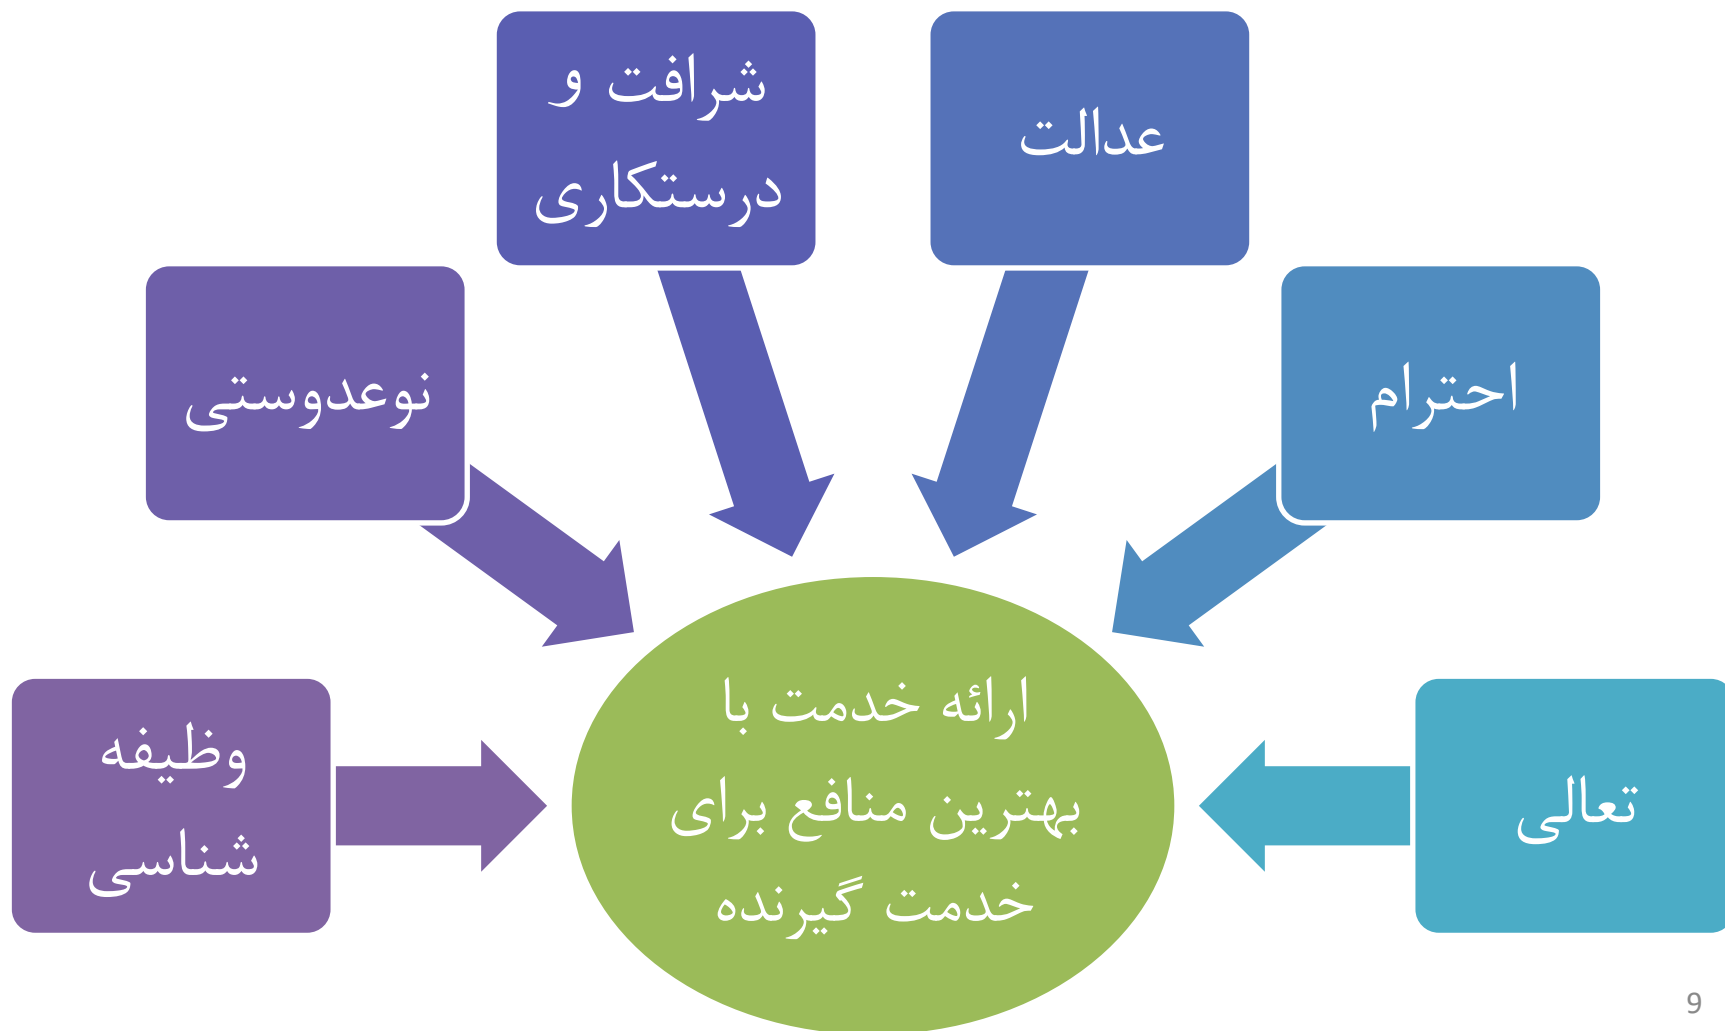 شرافت و
درستکاری
عدالت
نوعدوستی
احترام
وظیفه
شناسی
ارائه خدمت با
بهترین منافع برای
خدمت گیرنده
تعالی
9